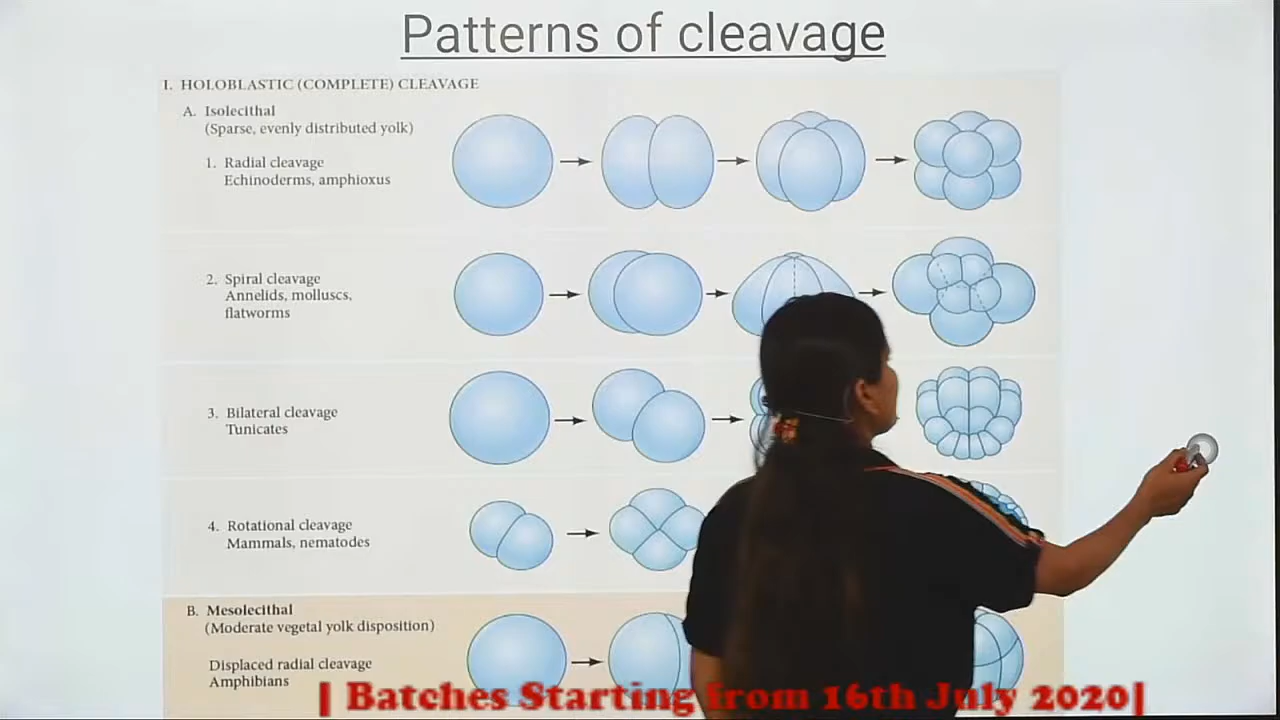 Patterns of cleavage
I. HOLOBLASTIC (COMPLETE) CLEAVAGE
A. Isolecithal
(Sparse, evenly distributed yolk)
1. Radial cleavage
Echinoderms, amphioxus
2. Spiral cleavage
Annelids, molluscs,
flatworms
3. Bilateral cleavage
Tunicates
4. Rotational cleavage
Mammals, nematodes
B. Mesolecithal
(Moderate vegetal yolk disposition)
Displaced radial cleavage
Amphibians
| Batches Starting from 16th July 2020|